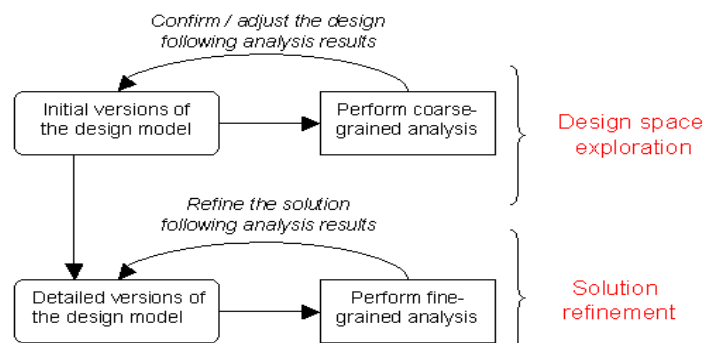 Confirm / adjust the design
following analysis results
Initial versions of
the design model
Perform coarse-
grained analysis
Design space
exploration
Refine the solution
following analysis results
Detailed versions of
the design model
Perform fine-
grained analysis
Solution
refinement